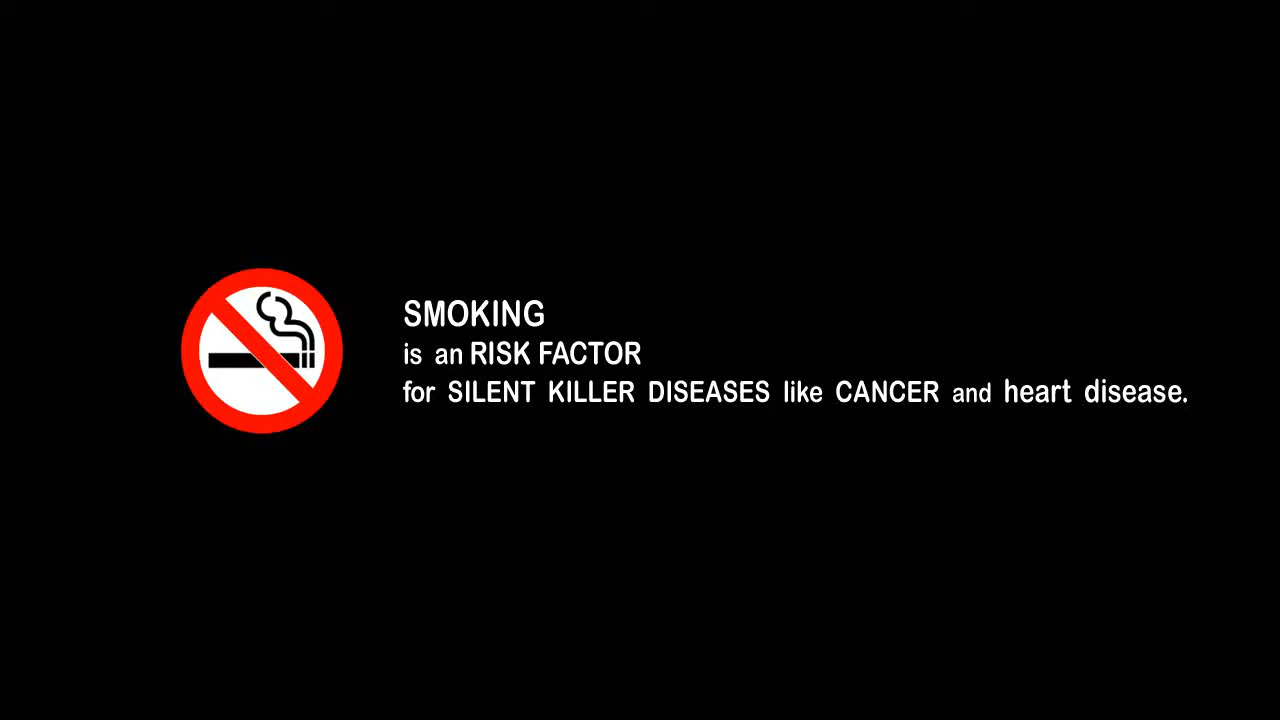 SMOKING
is an RISK FACTOR
for SILENT KILLER DISEASES like CANCER and heart disease.